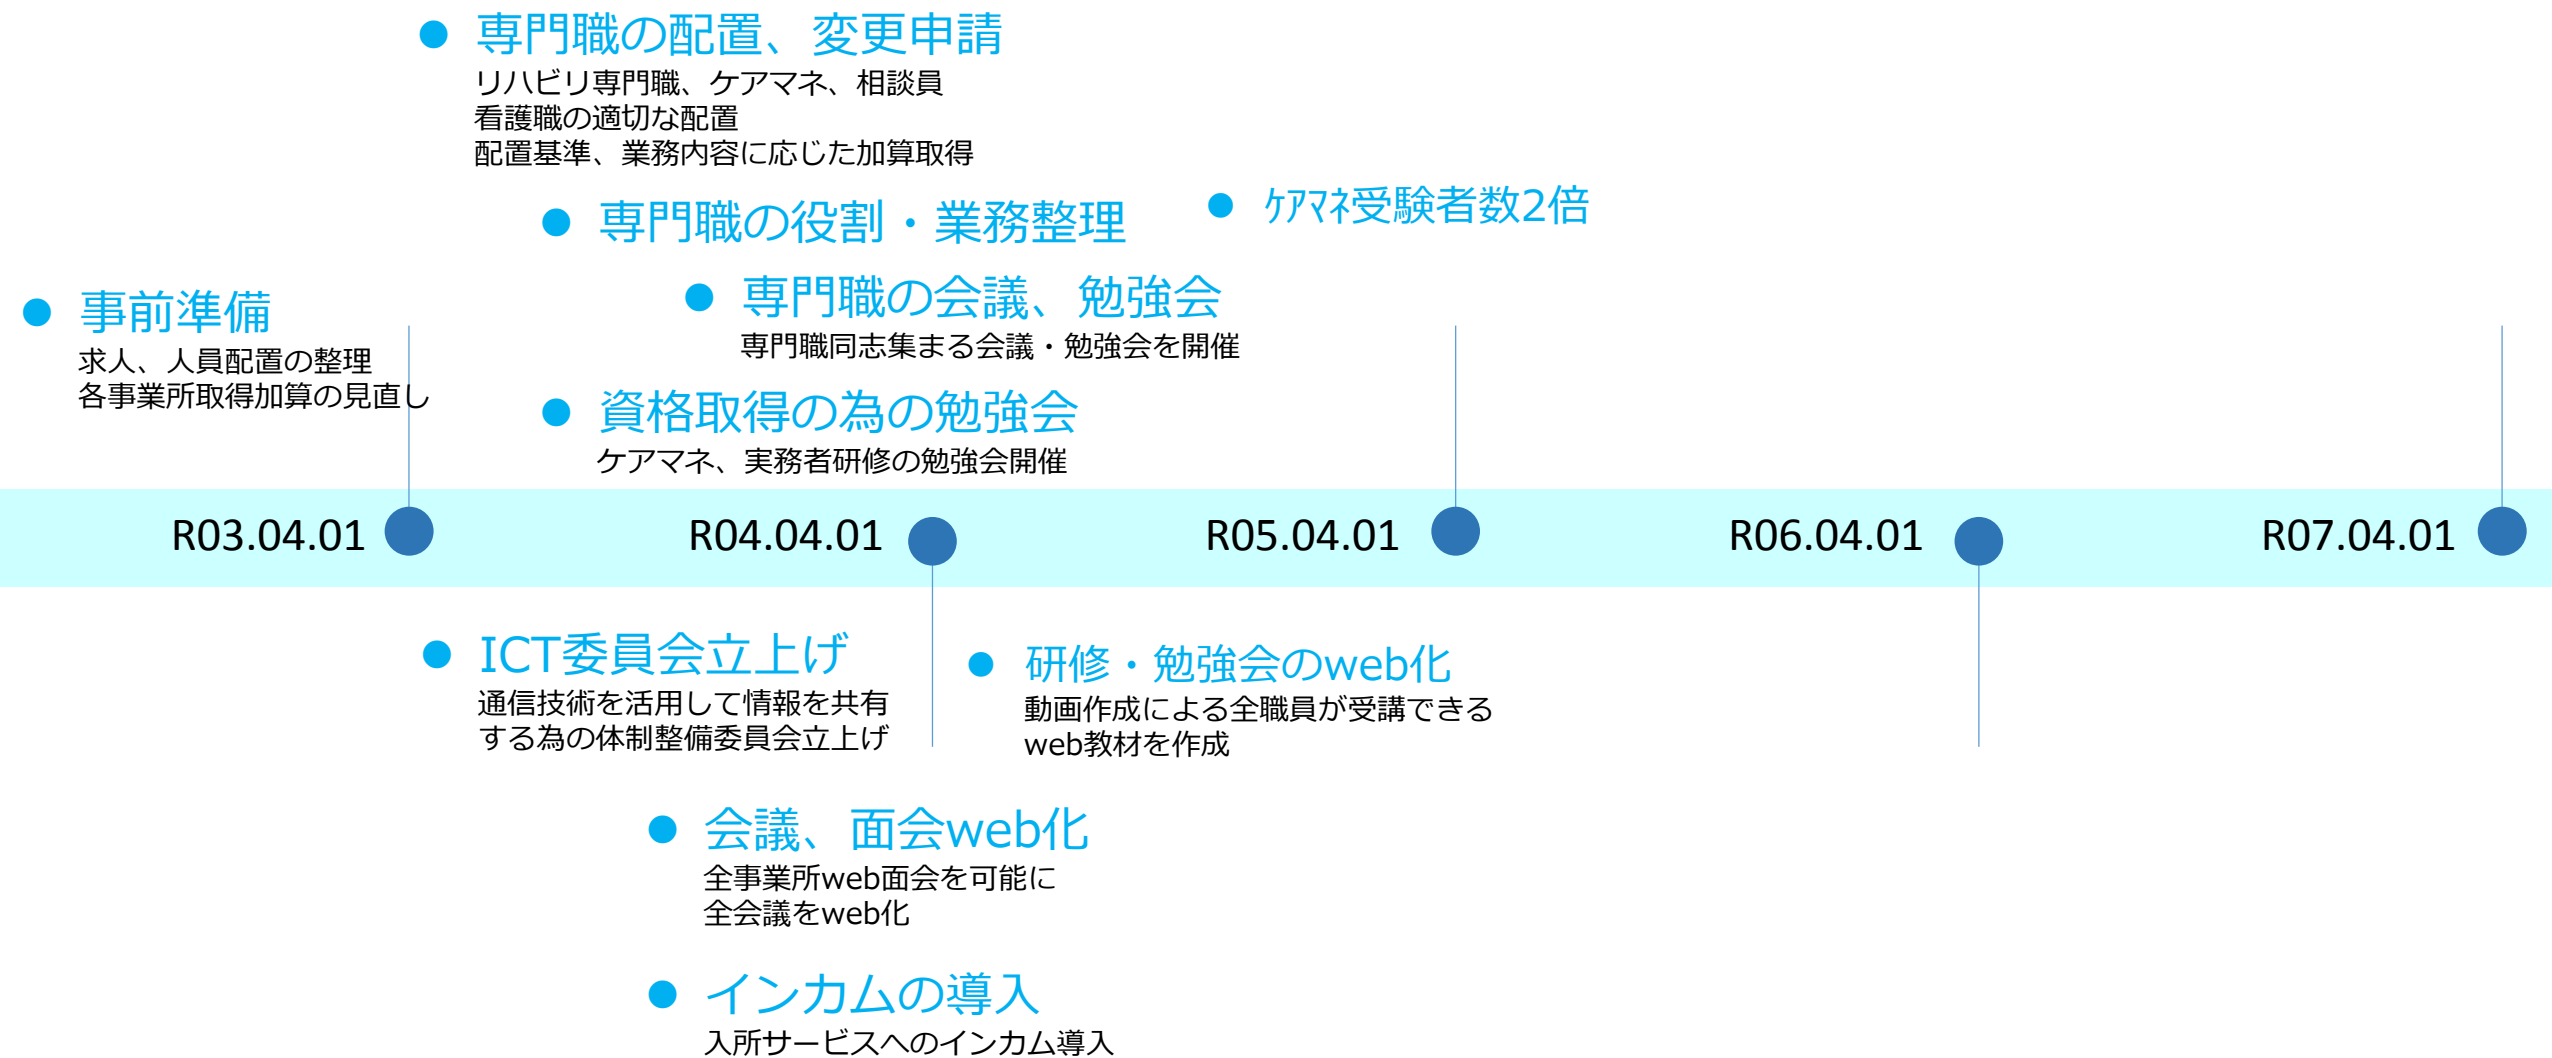 専門職の配置、変更申請
リハビリ専門職、ケアマネ、相談員
看護職の適切な配置
配置基準、業務内容に応じた加算取得
専門職の役割・業務整理
ｹｱﾏﾈ受験者数2倍
専門職の会議、勉強会
専門職同志集まる会議・勉強会を開催
事前準備
求人、人員配置の整理
各事業所取得加算の見直し
資格取得の為の勉強会
ケアマネ、実務者研修の勉強会開催
R03.04.01
R04.04.01
R05.04.01
R06.04.01
R07.04.01
ICT委員会立上げ
通信技術を活用して情報を共有
する為の体制整備委員会立上げ
研修・勉強会のweb化
動画作成による全職員が受講できる
web教材を作成
会議、面会web化
全事業所web面会を可能に
全会議をweb化
インカムの導入
入所サービスへのインカム導入